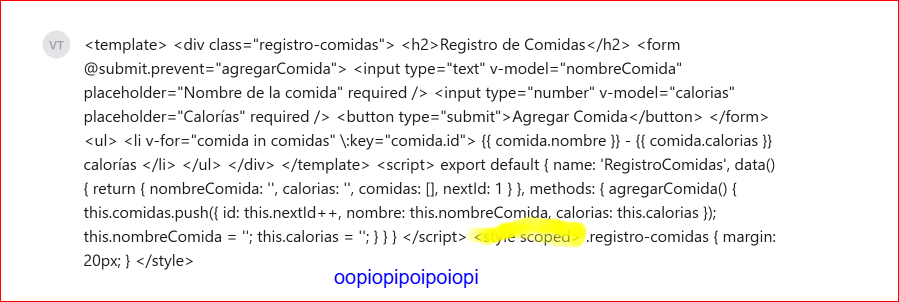 VT
<template> <div class="registro-comidas"> <h2>Registro de Comidas</h2> <form
@submit.prevent="agregarComida"> <input type="text" v-model="nombreComida"
placeholder="Nombre de la comida" required /> <input type="number" v-model="calorias"
placeholder="Calorías" required /> <button type="submit">Agregar Comida</button> </form>
<ul> <li v-for="comida in comidas" \:key="comida.id"> {{ comida.nombre }} - {{ comida.calorias }}
calorías </li> </ul> </div> </template> <script> export default { name: 'RegistroComidas', data()
{ return { nombreComida: '', calorias: '', comidas: [], nextId: 1 } }, methods: { agregarComida() {
this.comidas.push({ id: this.nextId++, nombre: this.nombreComida, calorias: this.calorias });
this.nombreComida = ''; this.calorias = ''; } } } </script> <style scoped> .registro-comidas { margin:
20px; } </style>
oopiopipoipoiopi